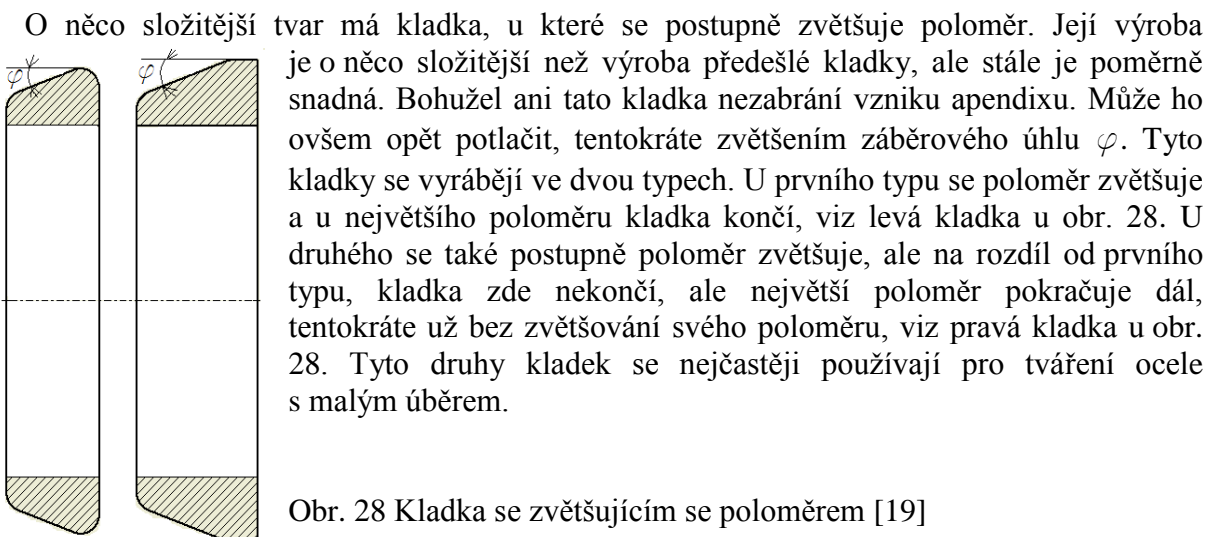 O něco složitější tvar má kladka, u které se postupně zvětšuje poloměr. Její výroba
je o něco složitější než výroba předešlé kladky, ale stále je poměrně
snadná. Bohužel ani tato kladka nezabrání vzniku apendixu. Může ho
ovšem opět potlačit, tentokráte zvětšením záběrového úhlu φ. Tyto
kladky se vyrábějí ve dvou typech. U prvního typu se poloměr zvětšuje
a u největšího poloměru kladka končí, viz levá kladka u obr. 28. U
druhého se také postupně poloměr zvětšuje, ale na rozdíl od prvního
typu, kladka zde nekončí, ale největší poloměr pokračuje dál,
tentokráte už bez zvětšování svého poloměru, viz pravá kladka u obr.
28. Tyto druhy kladek se nejčastěji používají pro tváření ocele
s malým úběrem.
φ
φ
Obr. 28 Kladka se zvětšujícím se poloměrem [19]